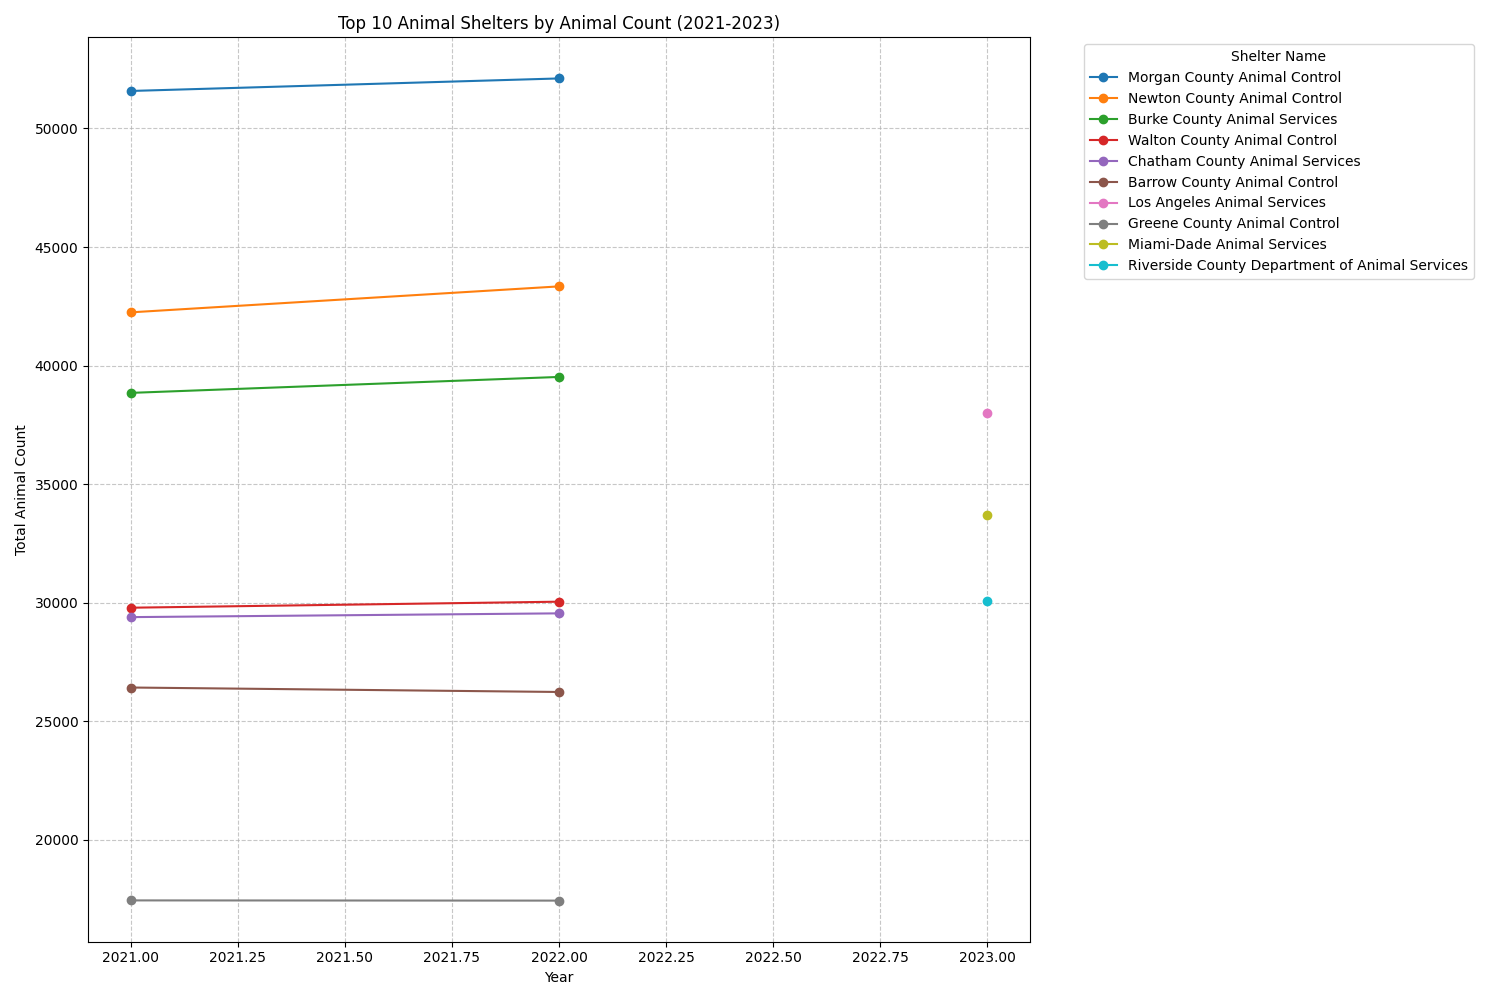 Top 10 Animal Shelters by Animal Count (2021-2023)
Shelter Name
Morgan County Animal Control
Newton County Animal Control
Burke County Animal Services
Walton County Animal Control
Chatham County Animal Services
Barrow County Animal Control
Los Angeles Animal Services
Greene County Animal Control
Miami-Dade Animal Services
Riverside County Department of Animal Services
Total Animal Count
50000
45000
40000
35000
30000
25000
20000
2021.00 2021.25 2021.50 2021.75 2022.00 2022.25 2022.50 2022.75 2023.00
Year